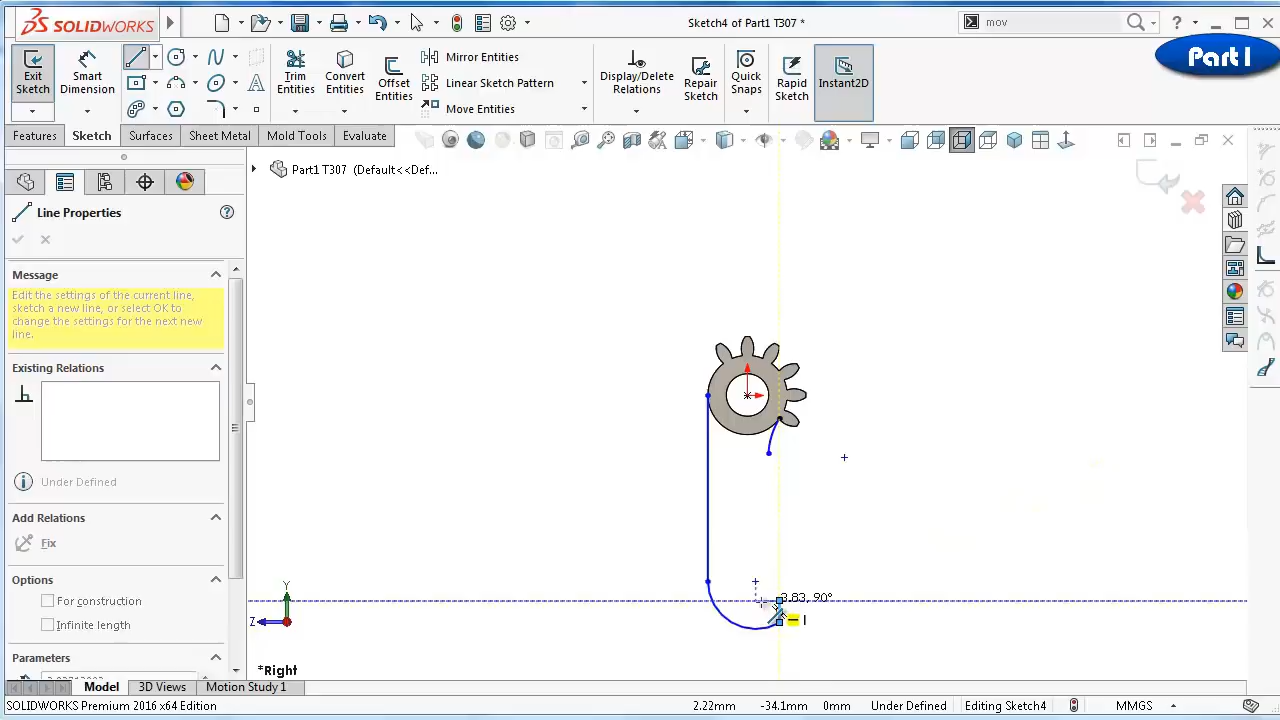 SOLIDWORKS
Sketch4 of Part1 T307 *
mov
Part 1
Exit Sketch
Smart Dimension
Trim Entities
Convert Entities
Offset Entities
Mirror Entities
Linear Sketch Pattern
Move Entities
Display/Delete Relations
Repair Sketch
Quick Snaps
Rapid Sketch
Instant2D
Features
Sketch
Surfaces
Sheet Metal
Mold Tools
Evaluate
Part1 T307 (Default<<Def...
Line Properties
Message
Edit the settings of the current line,
sketch a new line, or select OK to
change the settings for the next new
line.
Existing Relations
Under Defined
Add Relations
Fix
Options
For construction
Infinite length
Parameters
3.83, 90°
Y
Z
*Right
Model
3D Views
Motion Study 1
SOLIDWORKS Premium 2016 x64 Edition
2.22mm
-34.1mm
0mm
Under Defined
Editing Sketch4
MMGS